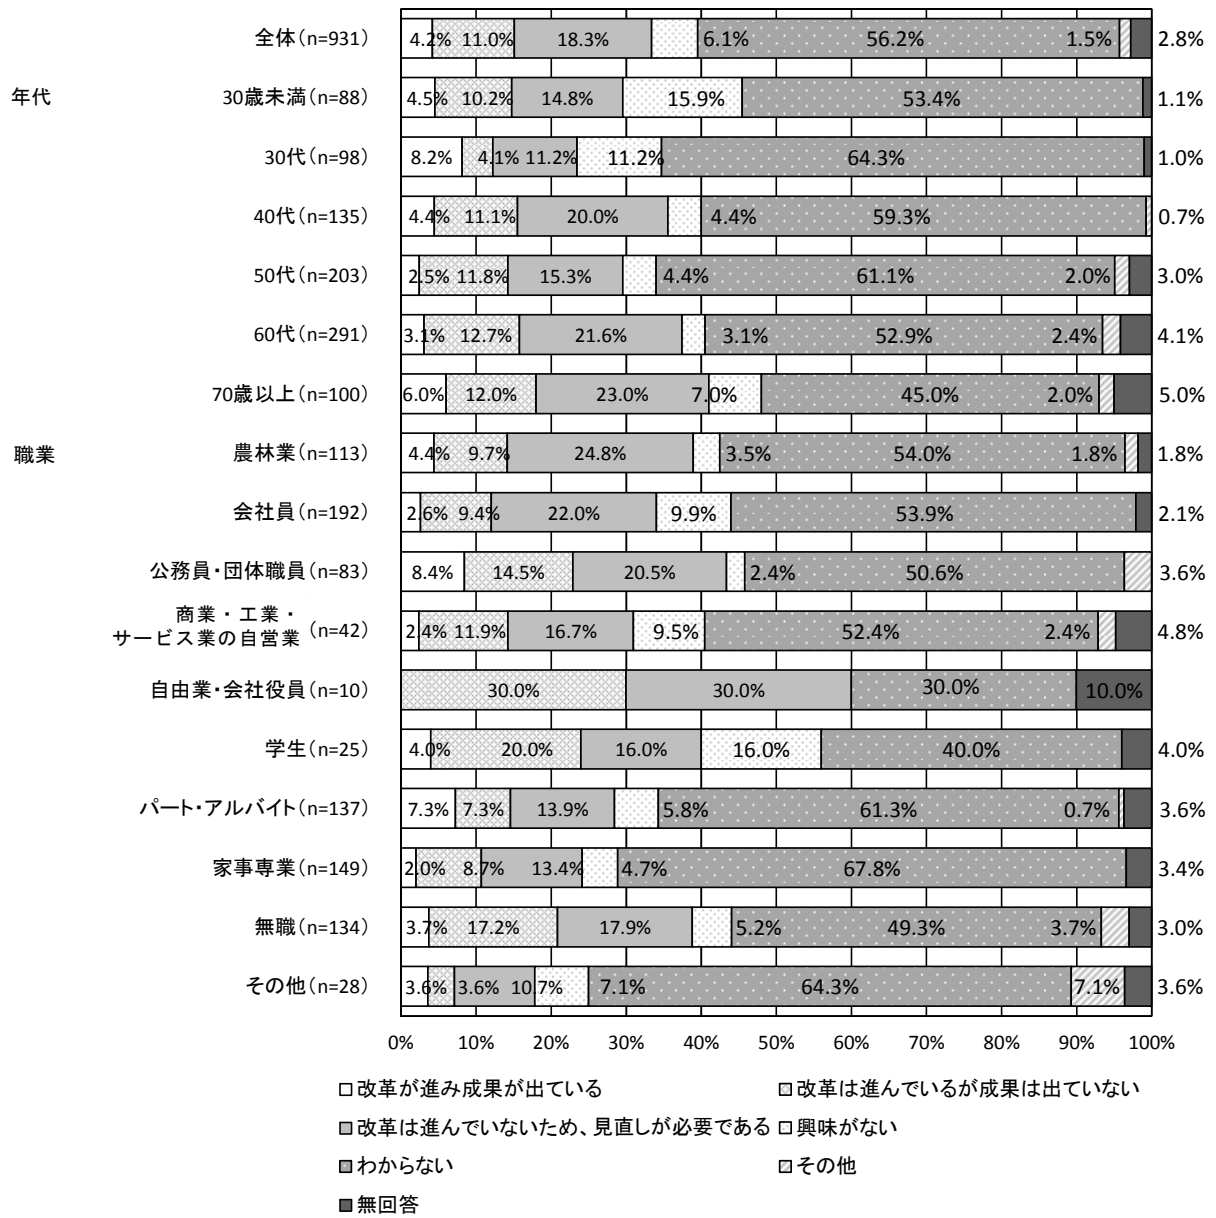 全体(n=931) 4.2% 11.0% 18.3% 6.1% 56.2% 1.5% 2.8%
年代 30歳未満(n=88) 4.5% 10.2% 14.8% 15.9% 53.4% 1.1%
30代(n=98) 8.2% 4.1% 11.2% 11.2% 64.3% 1.0%
40代(n=135) 4.4% 11.1% 20.0% 4.4% 59.3% 0.7%
50代(n=203) 2.5% 11.8% 15.3% 4.4% 61.1% 2.0% 3.0%
60代(n=291) 3.1% 12.7% 21.6% 3.1% 52.9% 2.4% 4.1%
70歳以上(n=100) 6.0% 12.0% 23.0% 7.0% 45.0% 2.0% 5.0%
職業 農林業(n=113) 4.4% 9.7% 24.8% 3.5% 54.0% 1.8% 1.8%
会社員(n=192) 2.6% 9.4% 22.0% 9.9% 53.9% 2.1%
公務員・団体職員(n=83) 8.4% 14.5% 20.5% 2.4% 50.6% 3.6%
商業・工業・
サービス業の自営業 (n=42) 2.4% 11.9% 16.7% 9.5% 52.4% 2.4% 4.8%
自由業・会社役員(n=10) 30.0% 30.0% 30.0% 10.0%
学生(n=25) 4.0% 20.0% 16.0% 16.0% 40.0% 4.0%
パート・アルバイト(n=137) 7.3% 7.3% 13.9% 5.8% 61.3% 0.7% 3.6%
家事専業(n=149) 2.0% 8.7% 13.4% 4.7% 67.8% 3.4%
無職(n=134) 3.7% 17.2% 17.9% 5.2% 49.3% 3.7% 3.0%
その他(n=28) 3.6% 3.6% 10.7% 7.1% 64.3% 7.1% 3.6%
0% 10% 20% 30% 40% 50% 60% 70% 80% 90% 100%
改革が進み成果が出ている 改革は進んでいるが成果は出ていない
改革は進んでいないため、見直しが必要である 興味がない
わからない その他
無回答